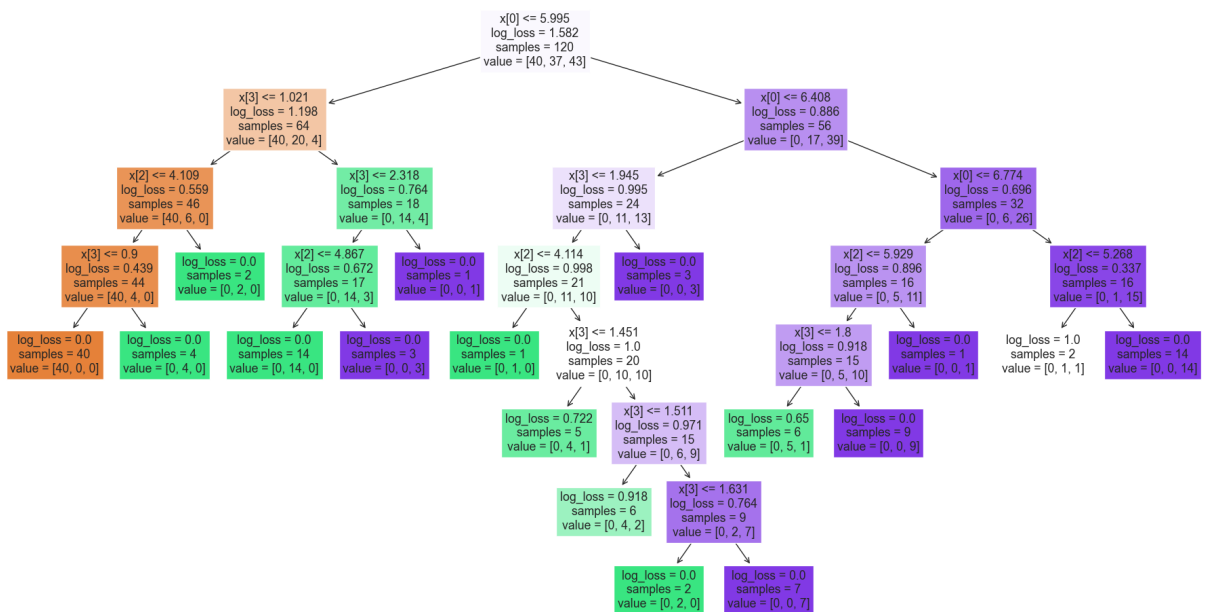 x[0] <= 5.995
log_loss = 1.582
samples = 120
value = [40, 37, 43]
x[3] <= 1.021
log_loss = 1.198
samples = 64
value = [40, 20, 4]
x[0] <= 6.408
log_loss = 0.886
samples = 56
value = [0, 17, 39]
x[2] <= 4.109
log_loss = 0.559
samples = 46
value = [40, 6, 0]
x[3] <= 2.318
log_loss = 0.764
samples = 18
value = [0, 14, 4]
x[3] <= 1.945
log_loss = 0.995
samples = 24
value = [0, 11, 13]
x[0] <= 6.774
log_loss = 0.696
samples = 32
value = [0, 6, 26]
x[3] <= 0.9
log_loss = 0.439
samples = 44
value = [40, 4, 0]
log_loss = 0.0
samples = 2
value = [0, 2, 0]
x[2] <= 4.867
log_loss = 0.672
samples = 17
value = [0, 14, 3]
log_loss = 0.0
samples = 1
value = [0, 0, 1]
x[2] <= 4.114
log_loss = 0.998
samples = 21
value = [0, 11, 10]
log_loss = 0.0
samples = 3
value = [0, 0, 3]
x[2] <= 5.929
log_loss = 0.896
samples = 16
value = [0, 5, 11]
x[2] <= 5.268
log_loss = 0.337
samples = 16
value = [0, 1, 15]
log_loss = 0.0
samples = 40
value = [40, 0, 0]
log_loss = 0.0
samples = 4
value = [0, 4, 0]
log_loss = 0.0
samples = 14
value = [0, 14, 0]
log_loss = 0.0
samples = 3
value = [0, 0, 3]
log_loss = 0.0
samples = 1
value = [0, 1, 0]
x[3] <= 1.451
log_loss = 1.0
samples = 20
value = [0, 10, 10]
x[3] <= 1.8
log_loss = 0.918
samples = 15
value = [0, 5, 10]
log_loss = 0.0
samples = 1
value = [0, 0, 1]
log_loss = 1.0
samples = 2
value = [0, 1, 1]
log_loss = 0.0
samples = 14
value = [0, 0, 14]
log_loss = 0.722
samples = 5
value = [0, 4, 1]
x[3] <= 1.511
log_loss = 0.971
samples = 15
value = [0, 6, 9]
log_loss = 0.65
samples = 6
value = [0, 5, 1]
log_loss = 0.0
samples = 9
value = [0, 0, 9]
log_loss = 0.918
samples = 6
value = [0, 4, 2]
x[3] <= 1.631
log_loss = 0.764
samples = 9
value = [0, 2, 7]
log_loss = 0.0
samples = 2
value = [0, 2, 0]
log_loss = 0.0
samples = 7
value = [0, 0, 7]